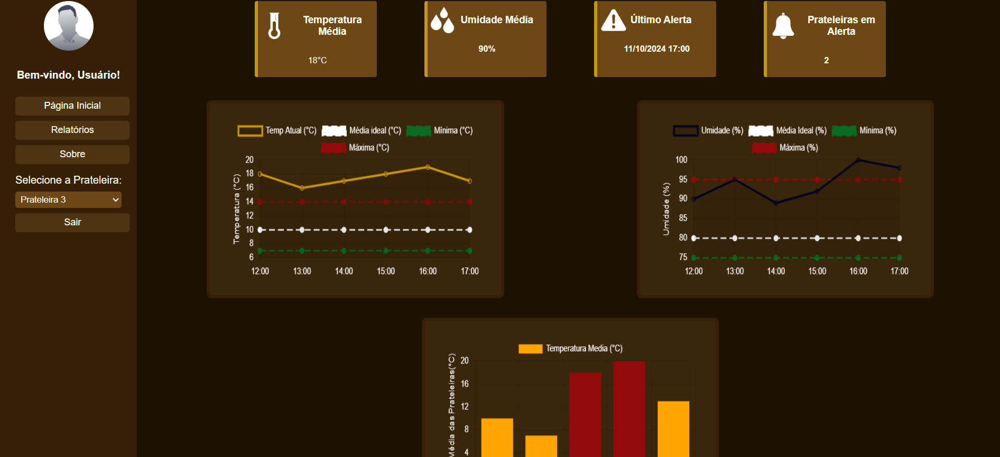 Bem-vindo, Usuário!
Página Inicial
Relatórios
Sobre
Selecione a Prateleira:
Prateleira 3
Sair
Temperatura
Média
18°C
Umidade Média
90%
Último Alerta
11/10/2024 17:00
Prateleiras em
Alerta
2
Temp Atual (°C) Média ideal (°C) Mínima (°C)
Máxima (°C)
Temperatura (°C)
20
18
16
14
12
10
8
6
12:00 13:00 14:00 15:00 16:00 17:00
Umidade (%) Média Ideal (%) Mínima (%)
Máxima (%)
Umidade (%)
100
95
90
85
80
75
12:00 13:00 14:00 15:00 16:00 17:00
Temperatura Media (°C)
Média das Prateleiras(°C)
20
16
12
8
4